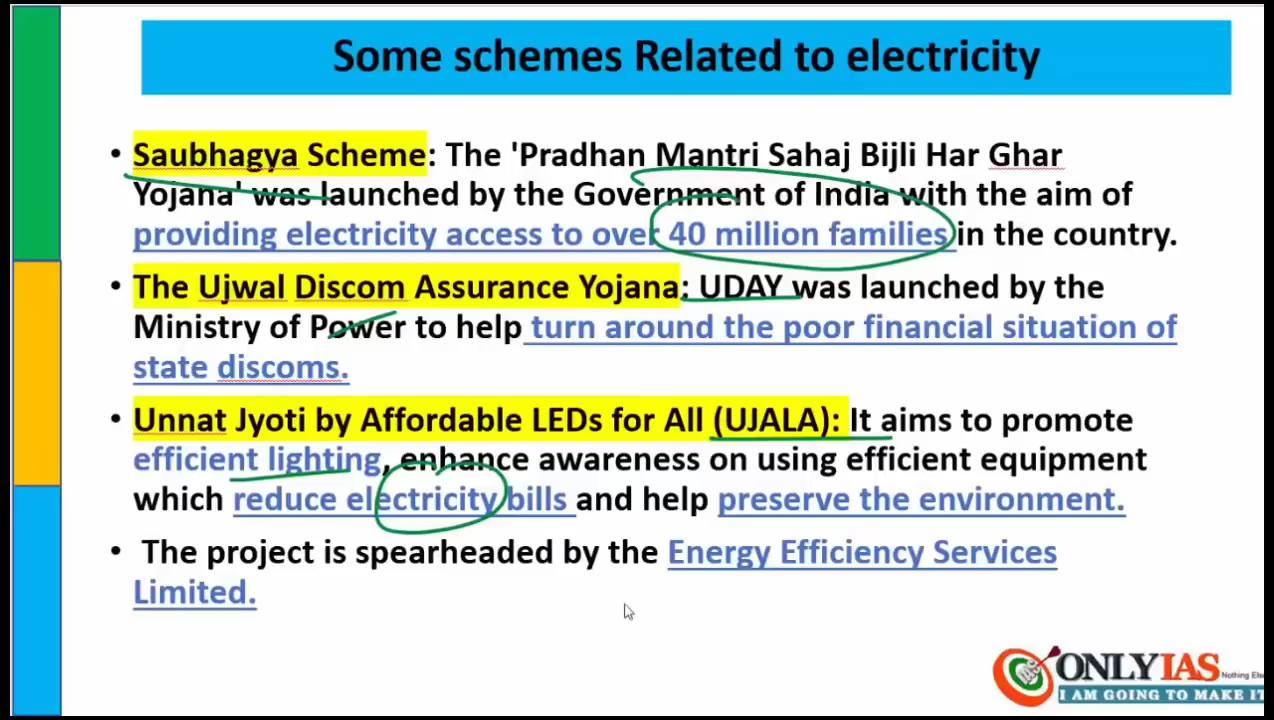 Some schemes Related to electricity
• Saubhagya Scheme: The 'Pradhan Mantri Sahaj Bijli Har Ghar
Yojana' was launched by the Government of India with the aim of
providing electricity access to over 40 million families in the country.
• The Ujwal Discom Assurance Yojana: UDAY was launched by the
Ministry of Power to help turn around the poor financial situation of
state discoms.
• Unnat Jyoti by Affordable LEDs for All (UJALA): It aims to promote
efficient lighting, enhance awareness on using efficient equipment
which reduce electricity bills and help preserve the environment.
• The project is spearheaded by the Energy Efficiency Services
Limited.
ONLYIAS
Nothing Else
I AM GOING TO MAKE IT